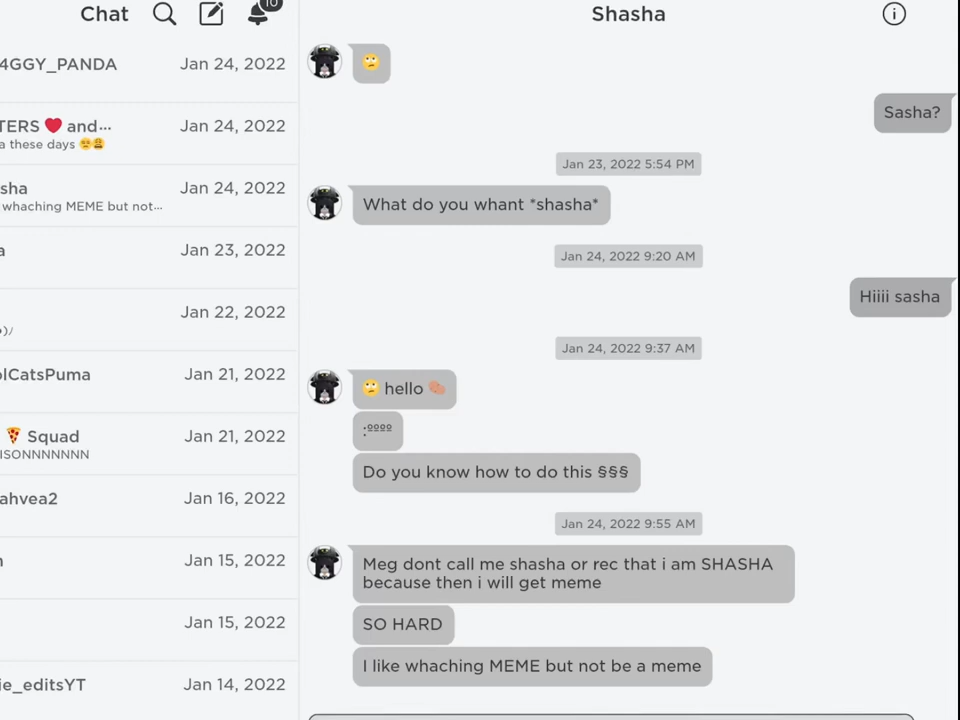 Chat
10
4GGY_PANDA Jan 24, 2022
TERS ❤️ and... Jan 24, 2022
a these days 😔😩
sha Jan 24, 2022
whaching MEME but not...
a Jan 23, 2022
Jan 22, 2022
olCatsPuma Jan 21, 2022
🍕 Squad Jan 21, 2022
ISONNNNNNN
ahvea2 Jan 16, 2022
Jan 15, 2022
Jan 15, 2022
ie_editsYT Jan 14, 2022
Shasha
🙄
Sasha?
Jan 23, 2022 5:54 PM
What do you whant *shasha*
Jan 24, 2022 9:20 AM
Hiiii sasha
Jan 24, 2022 9:37 AM
🙄 hello
:ºººº
Do you know how to do this §§§
Jan 24, 2022 9:55 AM
Meg dont call me shasha or rec that i am SHASHA
because then i will get meme
SO HARD
I like whaching MEME but not be a meme